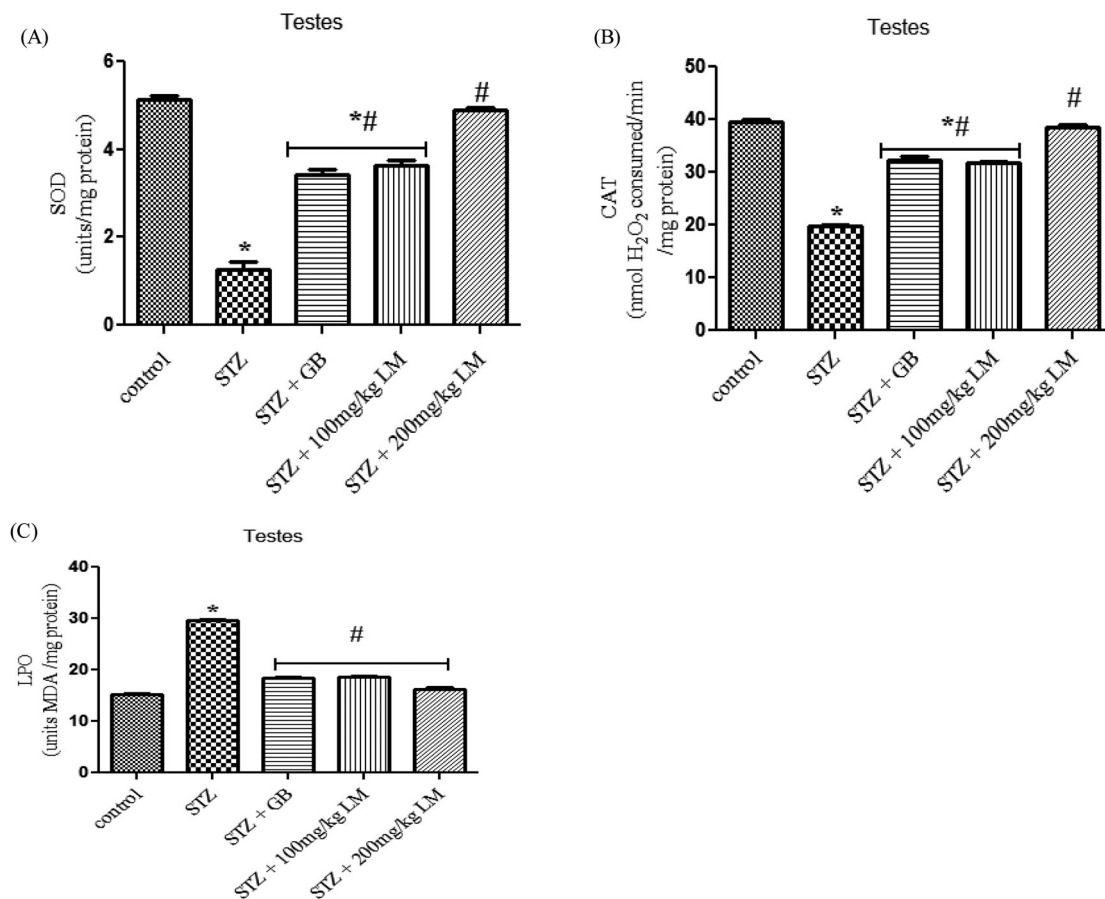 (A)
Testes
SOD
(units/mg protein)
6
4
2
0
*
*#
#
control
STZ
STZ + GB
STZ + 100mg/kg LM
STZ + 200mg/kg LM
(B)
Testes
CAT
(nmol H₂O₂ consumed/min
/mg protein)
50
40
30
20
10
0
*
*#
#
control
STZ
STZ + GB
STZ + 100mg/kg LM
STZ + 200mg/kg LM
(C)
Testes
LPO
(units MDA /mg protein)
40
30
20
10
0
*
#
control
STZ
STZ + GB
STZ + 100mg/kg LM
STZ + 200mg/kg LM